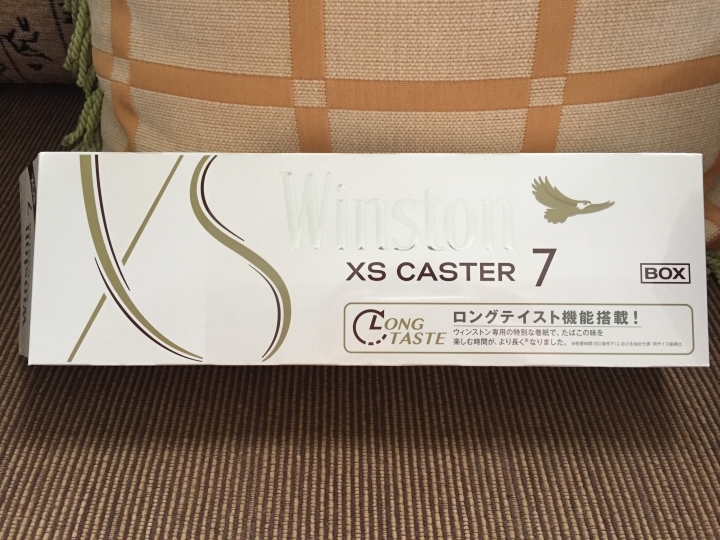 XS
Winston
XS CASTER 7
BOX
LONG TASTE
ロングテイスト機能搭載！
ウィンストン専用の特別な巻紙で、たばこの味を
楽しむ時間が、より長く※なりました。
Winston